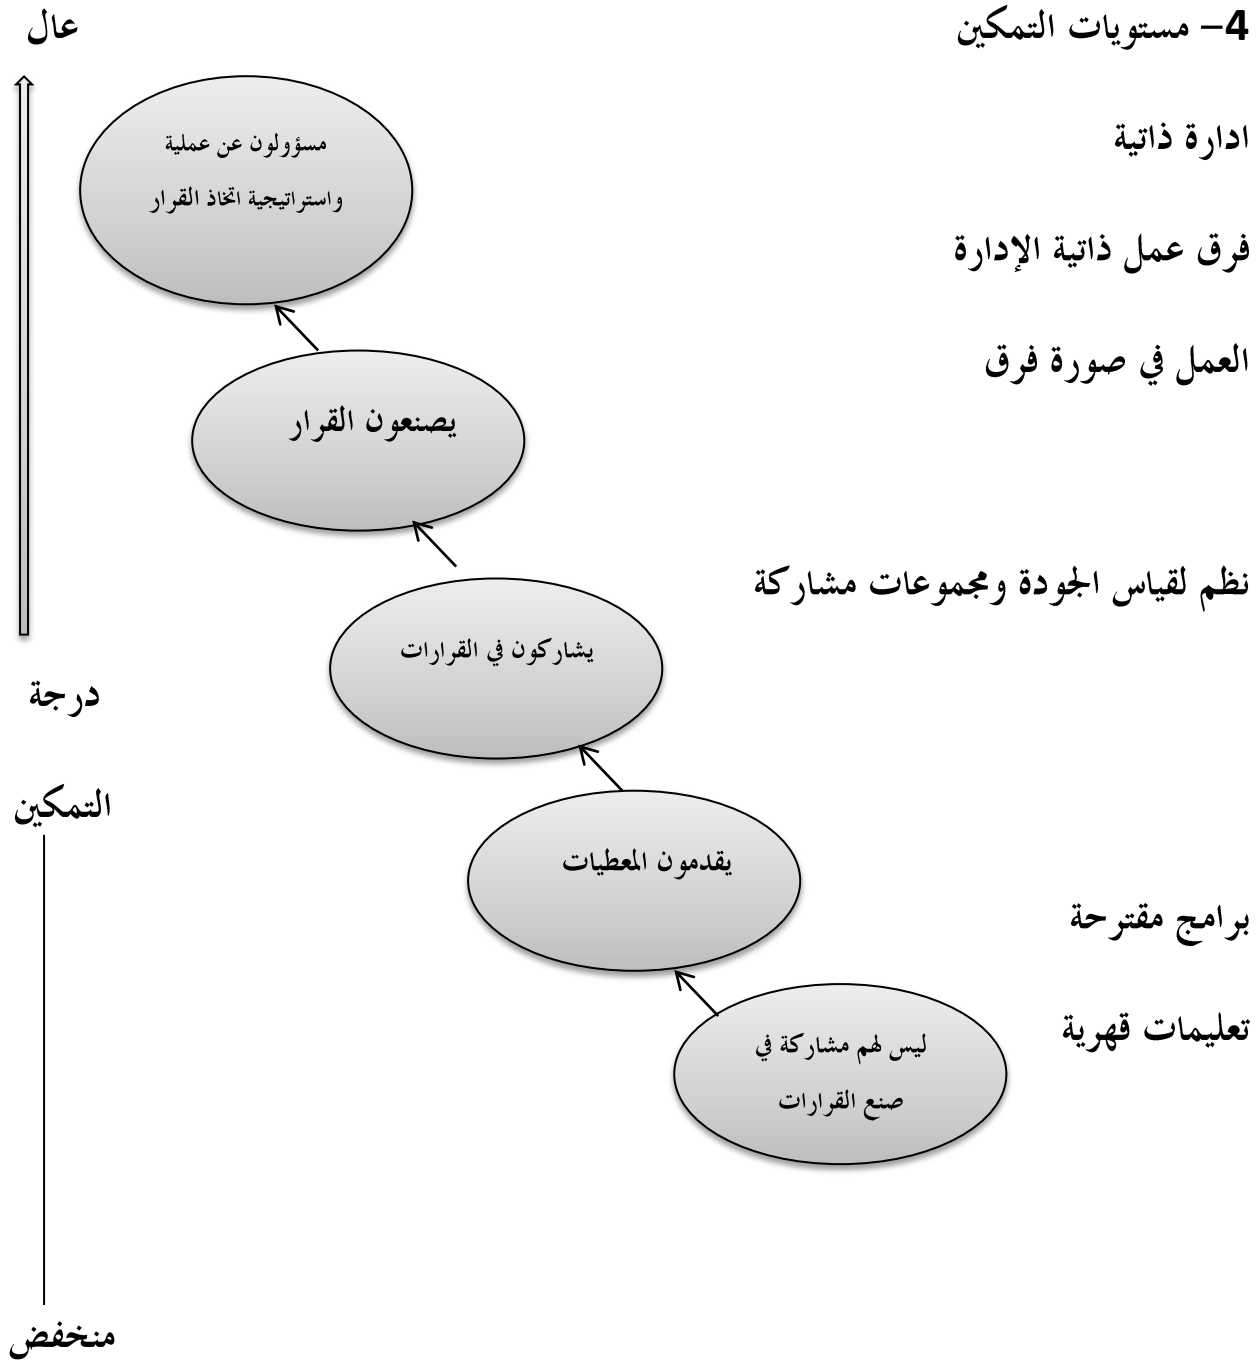 4– مستويات التمكين
عال
ادارة ذاتية
مسؤولون عن عملية
واستراتيجية اتخاذ القرار
فرق عمل ذاتية الإدارة
العمل في صورة فرق
يصنعون القرار
نظم لقياس الجودة ومجموعات مشاركة
يشاركون في القرارات
درجة
التمكين
يقدمون المعطيات
برامج مقترحة
تعليمات قهرية
ليس لهم مشاركة في
صنع القرارات
منخفض